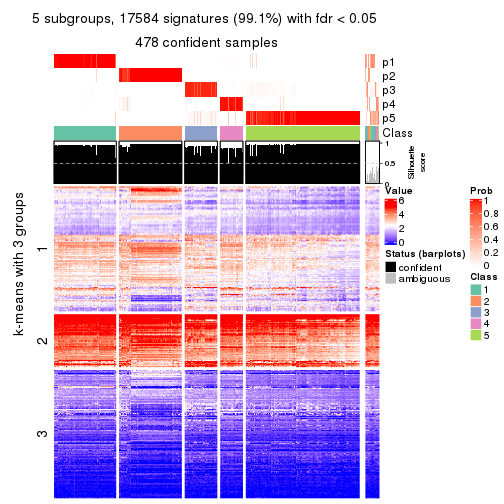 5 subgroups, 17584 signatures (99.1%) with fdr < 0.05
478 confident samples
p1
p2
p3
p4
p5
Class
1
0.5
0
Silhouette
score
k-means with 3 groups
1
2
3
Value
6
4
2
0
Status (barplots)
confident
ambiguous
Prob
1
0.8
0.6
0.4
0.2
0
Class
1
2
3
4
5